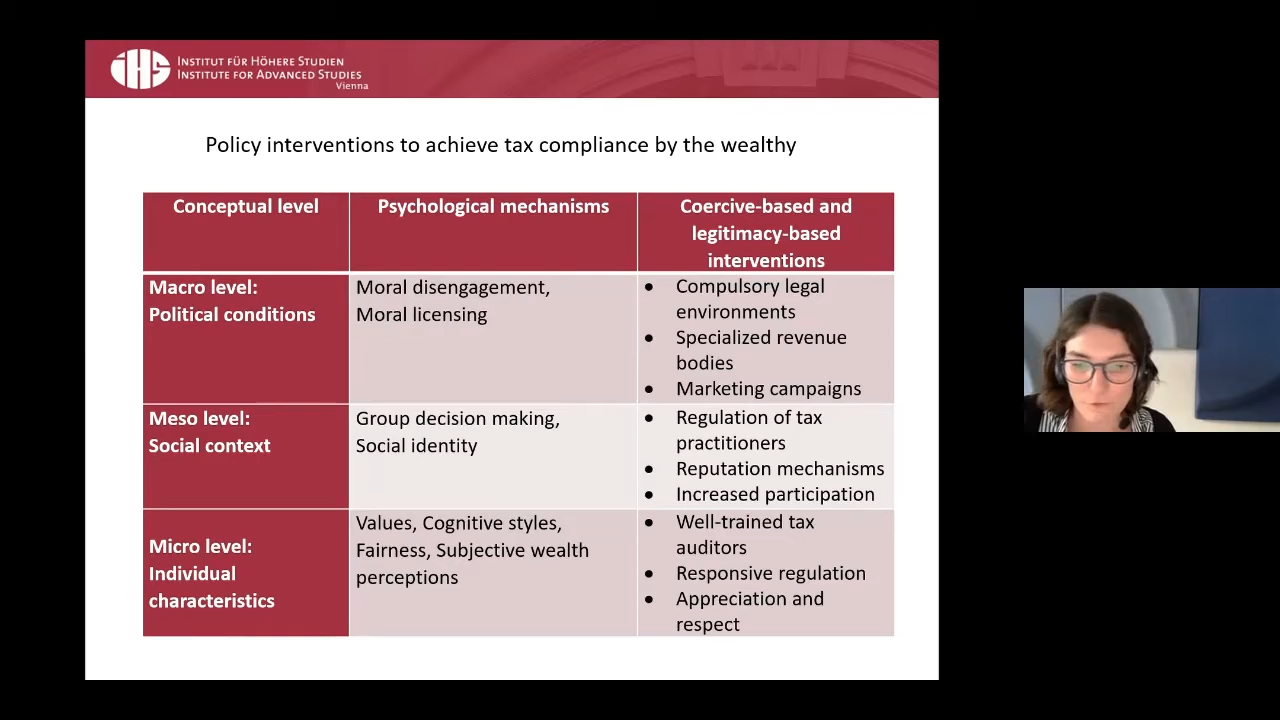 iHS
INSTITUT FÜR HÖHERE STUDIEN
INSTITUTE FOR ADVANCED STUDIES
Vienna
Policy interventions to achieve tax compliance by the wealthy
Conceptual level
Psychological mechanisms
Coercive-based and
legitimacy-based
interventions
Macro level:
Political conditions
Moral disengagement,
Moral licensing
• Compulsory legal
environments
• Specialized revenue
bodies
• Marketing campaigns
Meso level:
Social context
Group decision making,
Social identity
• Regulation of tax
practitioners
• Reputation mechanisms
• Increased participation
Micro level:
Individual
characteristics
Values, Cognitive styles,
Fairness, Subjective wealth
perceptions
• Well-trained tax
auditors
• Responsive regulation
• Appreciation and
respect